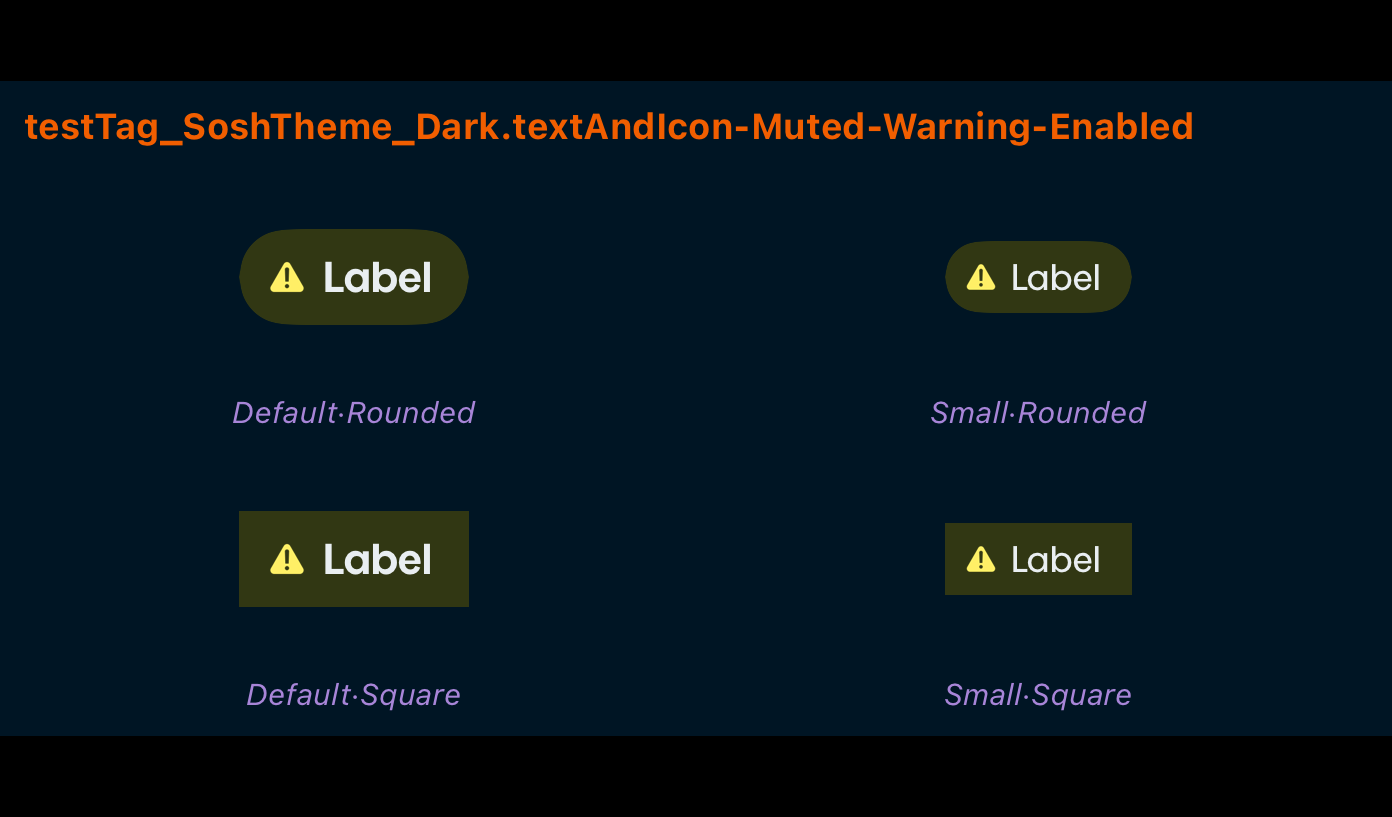 testTag_SoshTheme_Dark.textAndIcon-Muted-Warning-Enabled
Label
Label
Default·Rounded
Small·Rounded
Label
Label
Default·Square
Small·Square